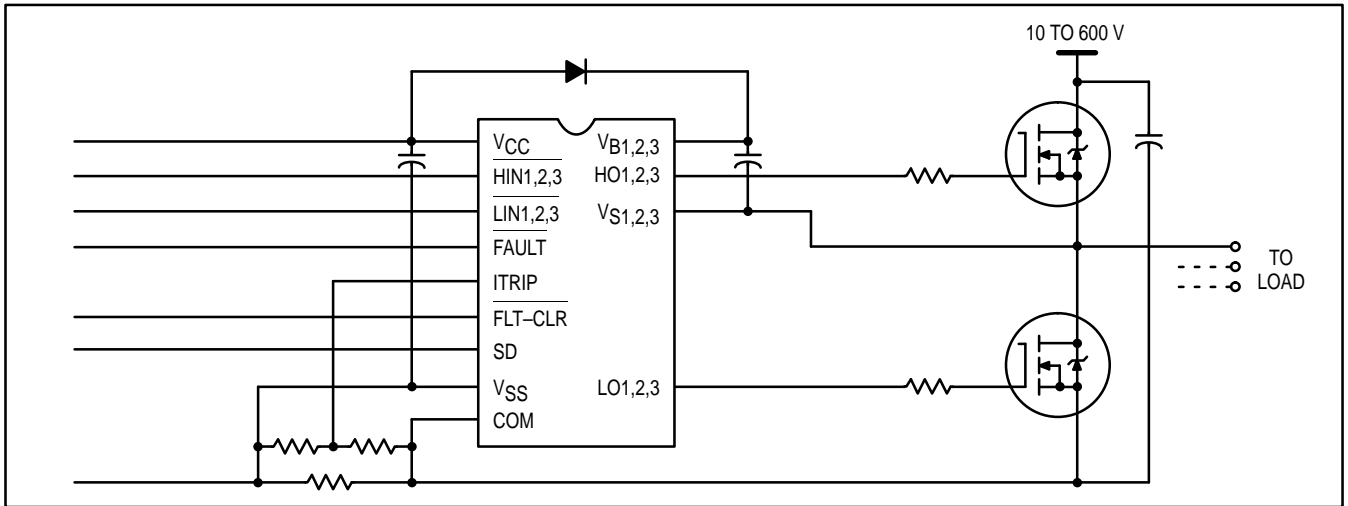 10 TO 600 V
VCC
VB1,2,3
HIN1,2,3
HO1,2,3
LIN1,2,3
VS1,2,3
FAULT
TO
LOAD
ITRIP
FLT–CLR
SD
VSS
LO1,2,3
COM